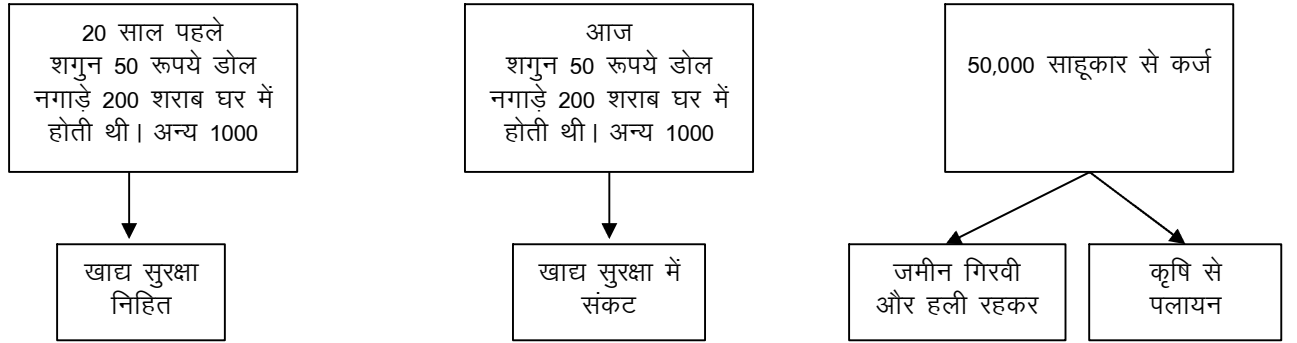 20 साल पहले
शगुन 50 रूपये डोल
नगाड़े 200 शराब घर में
होती थी। अन्य 1000
आज
शगुन 50 रूपये डोल
नगाड़े 200 शराब घर में
होती थी। अन्य 1000
50,000 साहूकार से कर्ज
खाद्य सुरक्षा
निहित
खाद्य सुरक्षा में
संकट
जमीन गिरवी
और हली रहकर
कृषि से
पलायन